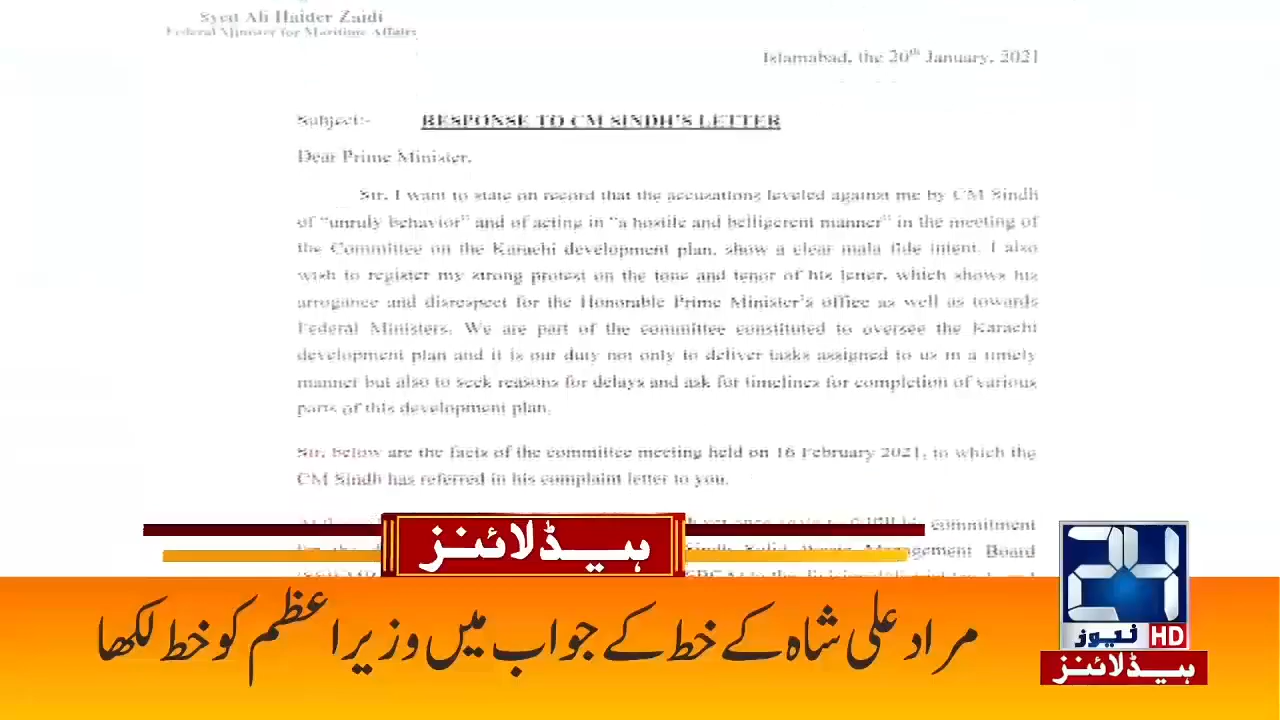 Syed Ali Haider Zaidi
Federal Minister for Maritime Affairs
Islamabad, the 20th January, 2021
Subject:- RESPONSE TO CM SINDH'S LETTER
Dear Prime Minister,
Sir, I want to state on record that the accusations leveled against me by CM Sindh
of "unruly behavior" and of acting in "a hostile and belligerent manner" in the meeting of
the Committee on the Karachi development plan, show a clear mala fide intent. I also
wish to register my strong protest on the tone and tenor of his letter, which shows his
arrogance and disrespect for the Honorable Prime Minister's office as well as towards
Federal Ministers. We are part of the committee constituted to oversee the Karachi
development plan and it is our duty not only to deliver tasks assigned to us in a timely
manner but also to seek reasons for delays and ask for timelines for completion of various
parts of this development plan.
Sir, below are the facts of the committee meeting held on 16 February 2021, to which the
CM Sindh has referred in his complaint letter to you.
commitment
Management Board
ہیڈلائنز
مراد علی شاہ کے خط کے جواب میں وزیراعظم کو خط لکھا
24
نیوز HD
ہیڈلائنز